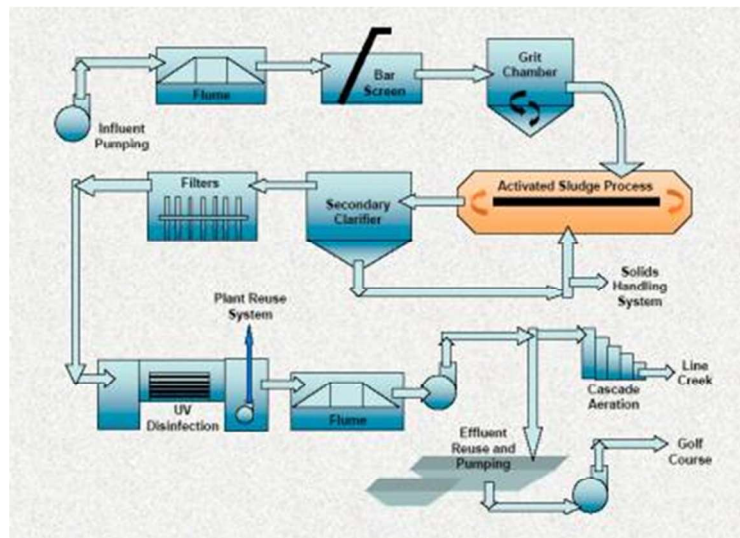 Flume
Influent
Pumping
Bar
Screen
Grit
Chamber
Activated Sludge Process
Secondary
Clarifier
Filters
Solids
Handling
System
Plant Reuse
System
UV
Disinfection
Flume
Cascade
Aeration
Line
Creek
Effluent
Reuse and
Pumping
Golf
Course